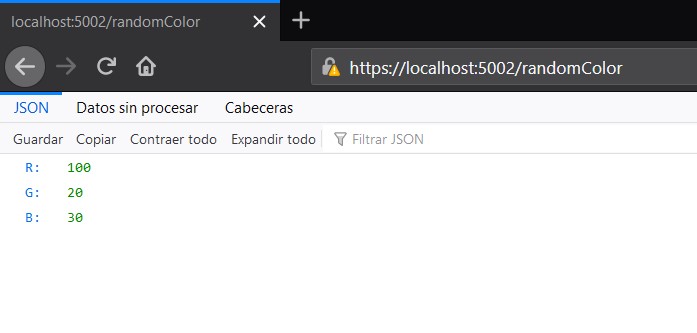 localhost:5002/randomColor
https://localhost:5002/randomColor
JSON Datos sin procesar Cabeceras
Guardar Copiar Contraer todo Expandir todo Filtrar JSON
R: 100
G: 20
B: 30